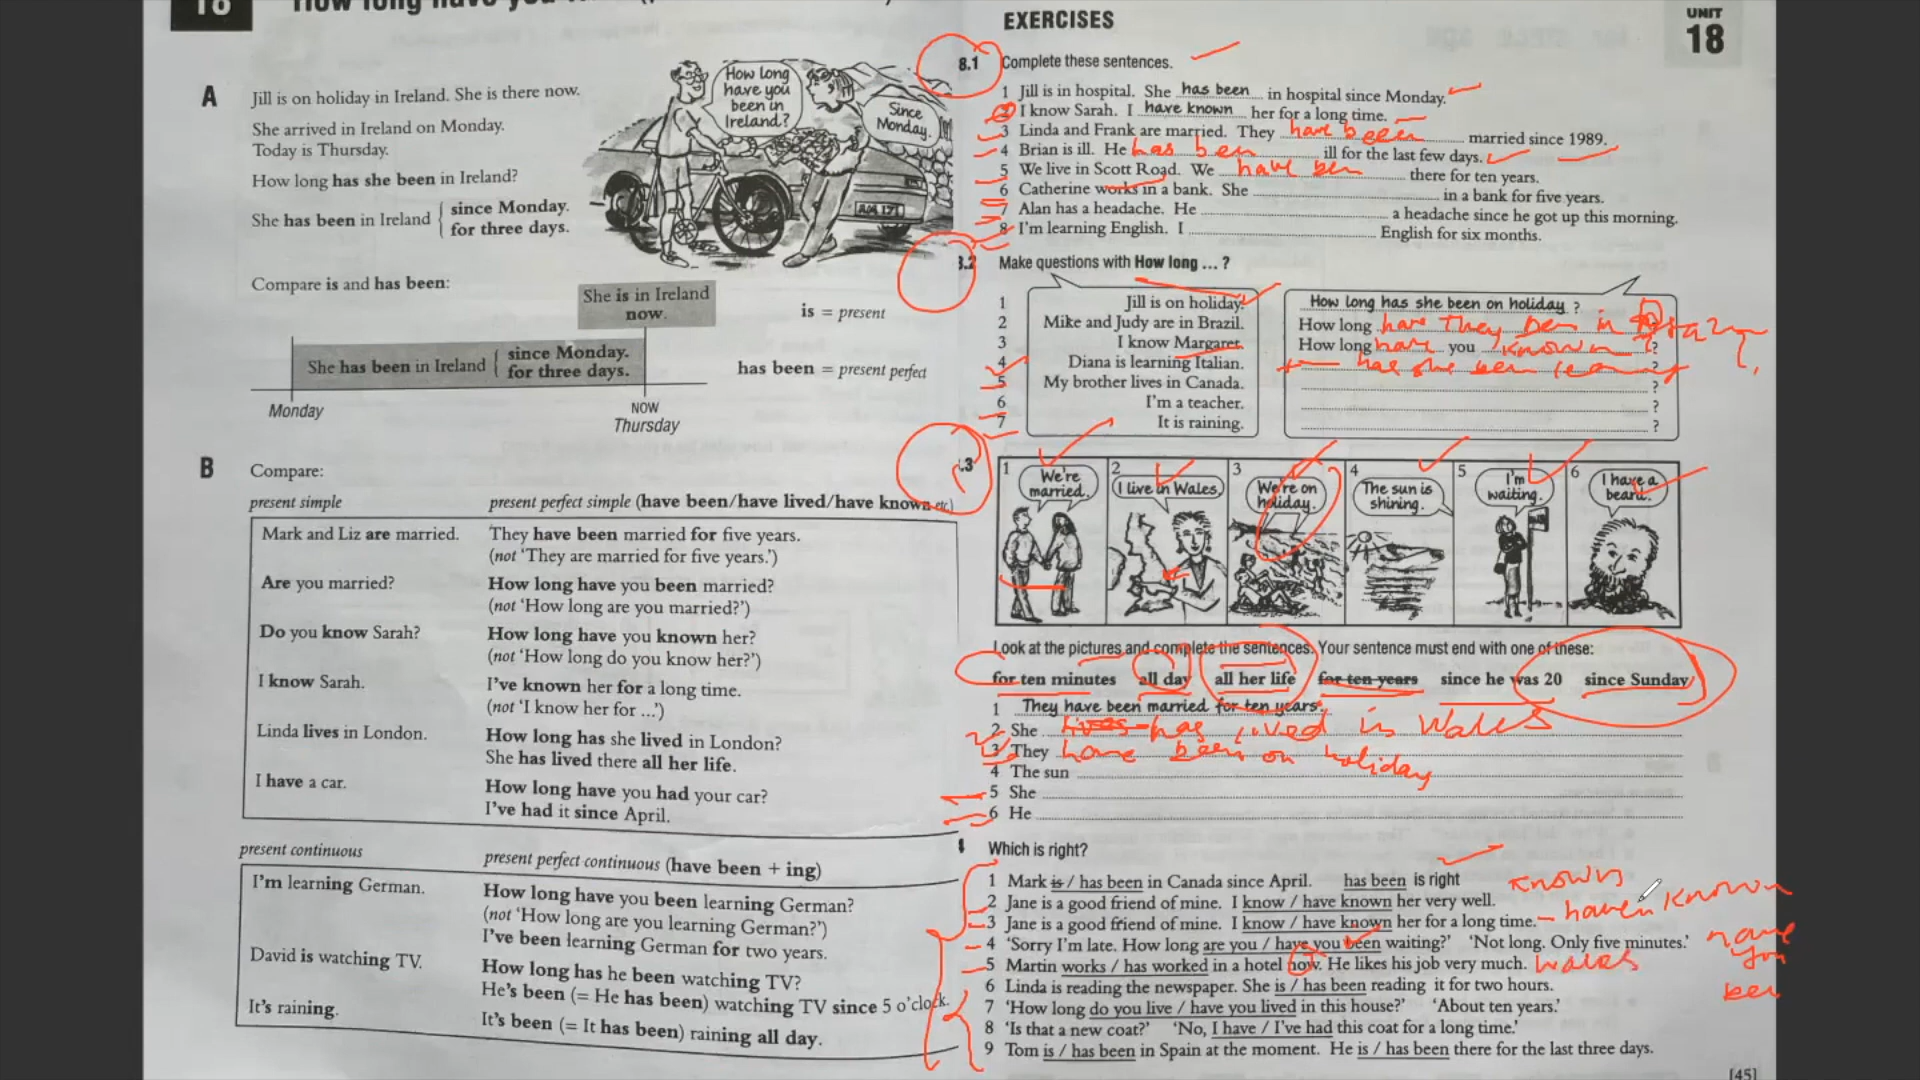 18
How long have you
A
Jill is on holiday in Ireland. She is there now.
She arrived in Ireland on Monday.
Today is Thursday.
How long has she been in Ireland?
She has been in Ireland { since Monday.
for three days.
How long
have you
been in
Ireland?
Since
Monday.
Compare is and has been:
She is in Ireland
now.
is = present
She has been in Ireland { since Monday.
for three days.
has been = present perfect
Monday
NOW
Thursday
B
Compare:
present simple
present perfect simple (have been/have lived/have known etc)
Mark and Liz are married. They have been married for five years.
(not 'They are married for five years.')
Are you married? How long have you been married?
(not 'How long are you married?')
Do you know Sarah? How long have you known her?
(not 'How long do you know her?')
I know Sarah. I've known her for a long time.
(not 'I know her for ...')
Linda lives in London. How long has she lived in London?
She has lived there all her life.
I have a car. How long have you had your car?
I've had it since April.
present continuous
present perfect continuous (have been + ing)
I'm learning German. How long have you been learning German?
(not 'How long are you learning German?')
I've been learning German for two years.
David is watching TV. How long has he been watching TV?
He's been (= He has been) watching TV since 5 o'clock.
It's raining. It's been (= It has been) raining all day.
EXERCISES
UNIT
18
8.1 Complete these sentences.
1 Jill is in hospital. She has been in hospital since Monday.
2 I know Sarah. I have known her for a long time.
3 Linda and Frank are married. They have been married since 1989.
4 Brian is ill. He has been ill for the last few days.
5 We live in Scott Road. We have ben there for ten years.
6 Catherine works in a bank. She in a bank for five years.
7 Alan has a headache. He a headache since he got up this morning.
8 I'm learning English. I English for six months.
8.2 Make questions with How long ... ?
1 Jill is on holiday. How long has she been on holiday ?
2 Mike and Judy are in Brazil. How long have They ben in Brazil ?
3 I know Margaret. How long have you known ?
4 Diana is learning Italian. has she been learning ?
5 My brother lives in Canada. ?
6 I'm a teacher. ?
7 It is raining. ?
.3
1 We're
married.
2 I live in Wales.
3 We're on
holiday.
4 The sun is
shining.
5 I'm
waiting.
6 I have a
beard.
Look at the pictures and complete the sentences. Your sentence must end with one of these:
for ten minutes all day all her life for ten years since he was 20 since Sunday
1 They have been married for ten years.
2 She lives has lived in Wales
3 They have been on holiday
4 The sun
5 She
6 He
Which is right?
1 Mark is / has been in Canada since April. has been is right
2 Jane is a good friend of mine. I know / have known her very well. knows
3 Jane is a good friend of mine. I know / have known her for a long time. - haven known
4 'Sorry I'm late. How long are you / have you been waiting?' 'Not long. Only five minutes.' have
you
ben
5 Martin works / has worked in a hotel now. He likes his job very much. wales
6 Linda is reading the newspaper. She is / has been reading it for two hours.
7 'How long do you live / have you lived in this house?' 'About ten years.'
8 'Is that a new coat?' 'No, I have / I've had this coat for a long time.'
9 Tom is / has been in Spain at the moment. He is / has been there for the last three days.
[45]